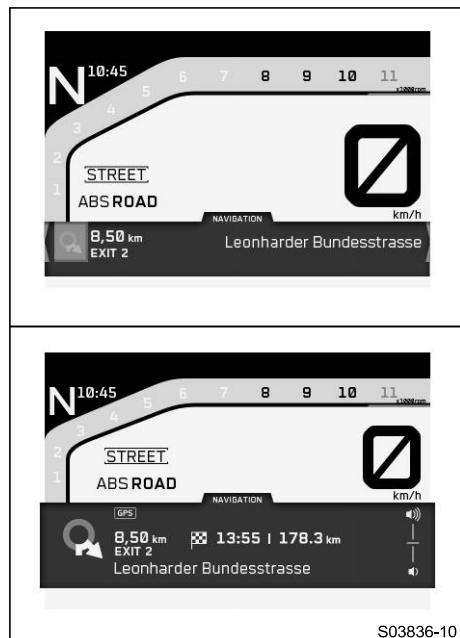 N 10:45
1 2 3 4 5 6 7 8 9 10 11
x1000rpm
STREET
ABS ROAD
0
km/h
NAVIGATION
8,50 km
EXIT 2
Leonharder Bundesstrasse
N 10:45
2 3 4 5 6 7 8 9 10 11
x1000rpm
STREET
ABS ROAD
0
km/h
NAVIGATION
GPS
8,50 km 13:55 | 178.3 km
EXIT 2
Leonharder Bundesstrasse
S03836-10